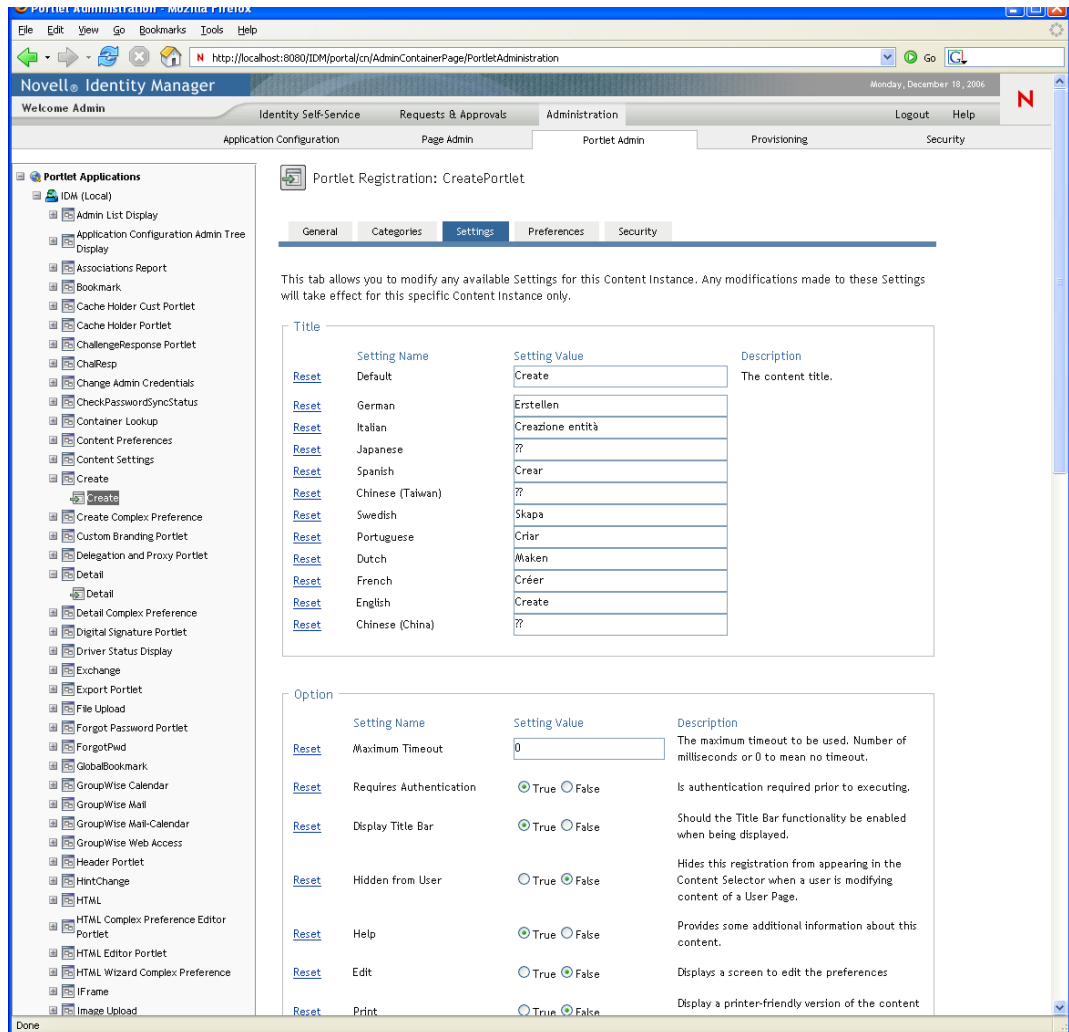 Portlet Administration - Mozilla Firefox
File Edit View Go Bookmarks Tools Help
N http://localhost:8080/IDM/portal/cn/AdminContainerPage/PortletAdministration Go G
Novell® Identity Manager Monday, December 18, 2006
N
Welcome Admin
Identity Self-Service Requests & Approvals Administration Logout Help
Application Configuration Page Admin Portlet Admin Provisioning Security
Portlet Applications
IDM (Local)
Admin List Display
Application Configuration Admin Tree
Display
Associations Report
Bookmark
Cache Holder Cust Portlet
Cache Holder Portlet
ChallengeResponse Portlet
ChalResp
Change Admin Credentials
CheckPasswordSyncStatus
Container Lookup
Content Preferences
Content Settings
Create
Create
Create Complex Preference
Custom Branding Portlet
Delegation and Proxy Portlet
Detail
Detail
Detail Complex Preference
Digital Signature Portlet
Driver Status Display
Exchange
Export Portlet
File Upload
Forgot Password Portlet
ForgotPwd
GlobalBookmark
GroupWise Calendar
GroupWise Mail
GroupWise Mail-Calendar
GroupWise Web Access
Header Portlet
HintChange
HTML
HTML Complex Preference Editor
Portlet
HTML Editor Portlet
HTML Wizard Complex Preference
IFrame
Image Upload
Portlet Registration: CreatePortlet
General Categories Settings Preferences Security
This tab allows you to modify any available Settings for this Content Instance. Any modifications made to these Settings
will take effect for this specific Content Instance only.
Title
Setting Name Setting Value Description
Reset Default Create The content title.
Reset German Erstellen
Reset Italian Creazione entità
Reset Japanese ??
Reset Spanish Crear
Reset Chinese (Taiwan) ??
Reset Swedish Skapa
Reset Portuguese Criar
Reset Dutch Maken
Reset French Créer
Reset English Create
Reset Chinese (China) ??
Option
Setting Name Setting Value Description
Reset Maximum Timeout 0 The maximum timeout to be used. Number of
milliseconds or 0 to mean no timeout.
Reset Requires Authentication True False Is authentication required prior to executing.
Reset Display Title Bar True False Should the Title Bar functionality be enabled
when being displayed.
Reset Hidden from User True False Hides this registration from appearing in the
Content Selector when a user is modifying
content of a User Page.
Reset Help True False Provides some additional information about this
content.
Reset Edit True False Displays a screen to edit the preferences
Reset Print True False Display a printer-friendly version of the content
Done